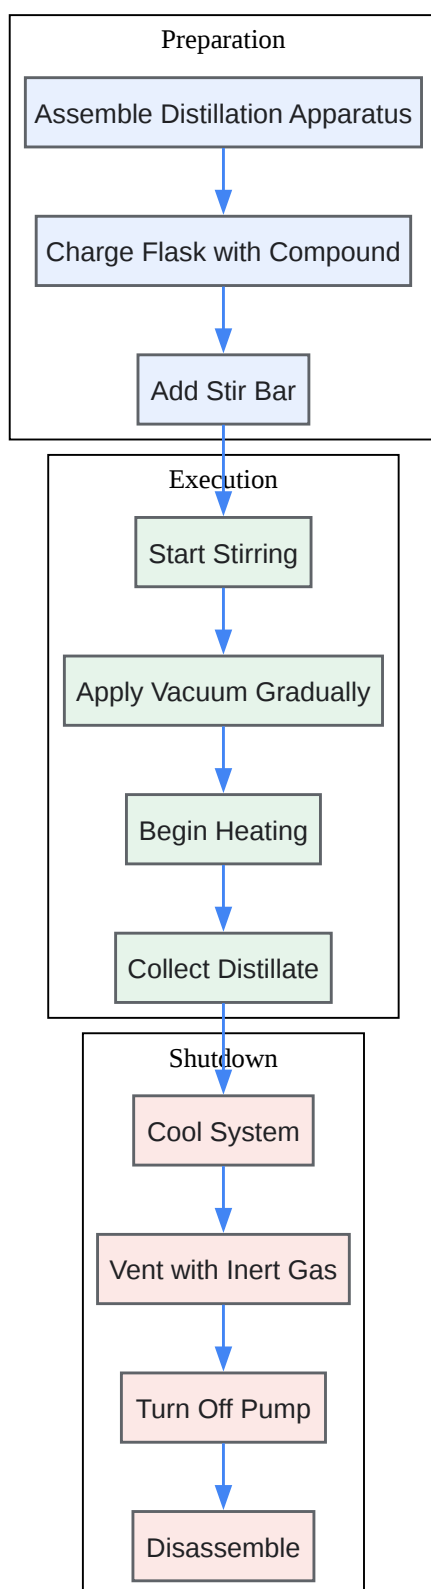 Preparation
Assemble Distillation Apparatus
Charge Flask with Compound
Add Stir Bar
Execution
Start Stirring
Apply Vacuum Gradually
Begin Heating
Collect Distillate
Shutdown
Cool System
Vent with Inert Gas
Turn Off Pump
Disassemble